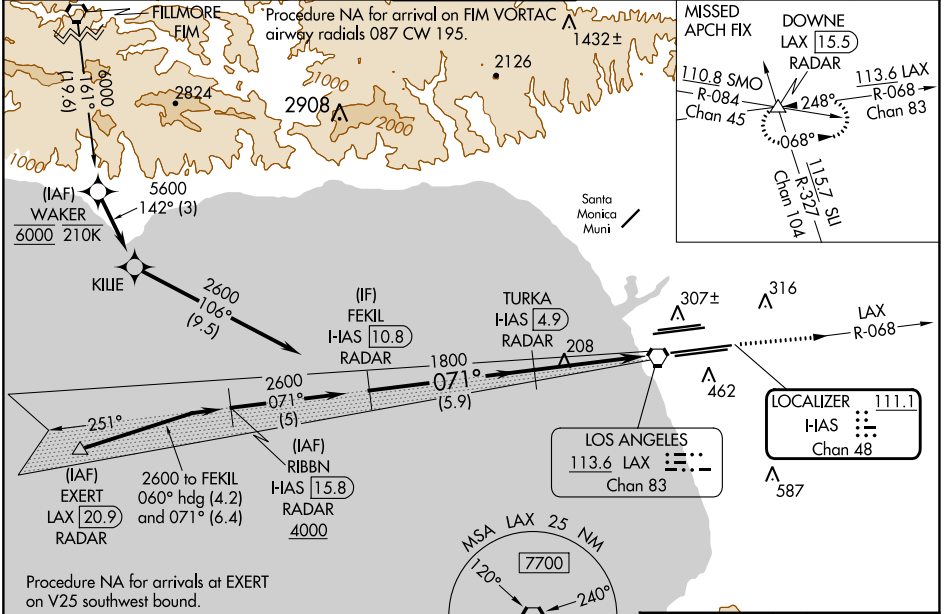 FILLMORE
FIM
Procedure NA for arrival on FIM VORTAC
airway radials 087 CW 195.
1432±
2126
1000
2824
2908
2000
1000
6000
161°
(19.6)
MISSED
APCH FIX
DOWNE
LAX 15.5
RADAR
110.8 SMO
R-084
Chan 45
113.6 LAX
R-068
Chan 83
248°
068°
115.7 SLI
R-327
Chan 104
(IAF)
WAKER
6000 210K
5600
142° (3)
KILIE
2600
106°
(9.5)
Santa
Monica
Muni
(IF)
FEKIL
I-IAS 10.8
RADAR
TURKA
I-IAS 4.9
RADAR
307±
316
208
LAX
R-068
1800
071°
(5.9)
2600
071°
(5)
462
251°
(IAF)
EXERT
LAX 20.9
RADAR
2600 to FEKIL
060° hdg (4.2)
and 071° (6.4)
(IAF)
RIBBN
I-IAS 15.8
RADAR
4000
LOS ANGELES
113.6 LAX
Chan 83
LOCALIZER 111.1
I-IAS
Chan 48
587
MSA LAX 25 NM
7700
120°
240°
Procedure NA for arrivals at EXERT
on V25 southwest bound.